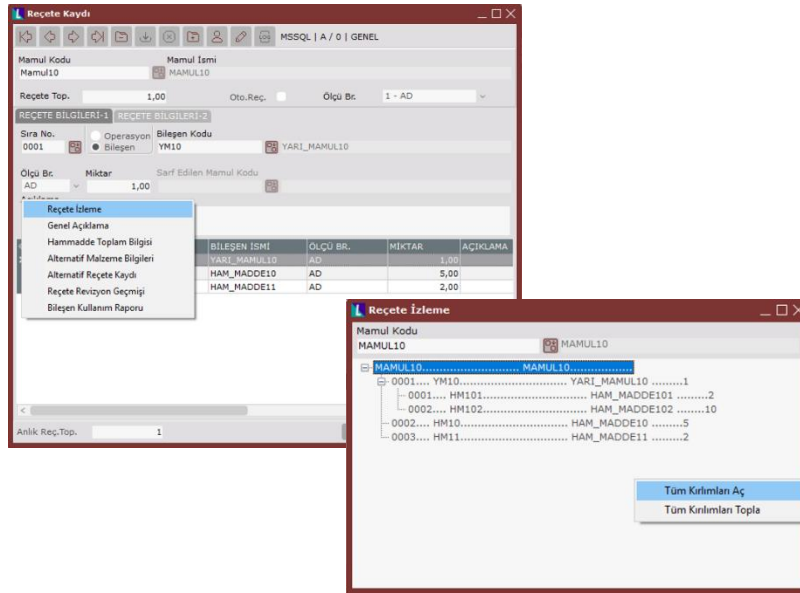 Reçete Kaydı
MSSQL | A / 0 | GENEL
Mamul Kodu Mamul İsmi
Mamul10 MAMUL10
Reçete Top. 1,00 Oto.Reç. Ölçü Br. 1 - AD
REÇETE BİLGİLERİ-1 REÇETE BİLGİLERİ-2
Sıra No. Operasyon Bileşen Kodu
0001 Bileşen YM10 YARI_MAMUL10
Ölçü Br. Miktar Sarf Edilen Mamul Kodu
AD 1,00
Açıklama
Reçete İzleme
Genel Açıklama
Hammadde Toplam Bilgisi
Alternatif Malzeme Bilgileri
Alternatif Reçete Kaydı
Reçete Revizyon Geçmişi
Bileşen Kullanım Raporu
BİLEŞEN İSMİ ÖLÇÜ BR. MİKTAR AÇIKLAMA
YARI_MAMUL10 AD 1,00
HAM_MADDE10 AD 5,00
HAM_MADDE11 AD 2,00
Anlık Reç.Top. 1
Reçete İzleme
Mamul Kodu
MAMUL10 MAMUL10
MAMUL10............................ MAMUL10..................
0001.... YM10................................ YARI_MAMUL10 .........1
0001.... HM101................................ HAM_MADDE101 .........2
0002.... HM102................................ HAM_MADDE102 ........10
0002.... HM10................................ HAM_MADDE10 .........5
0003.... HM11................................ HAM_MADDE11 .........2
Tüm Kırlımları Aç
Tüm Kırılımları Topla